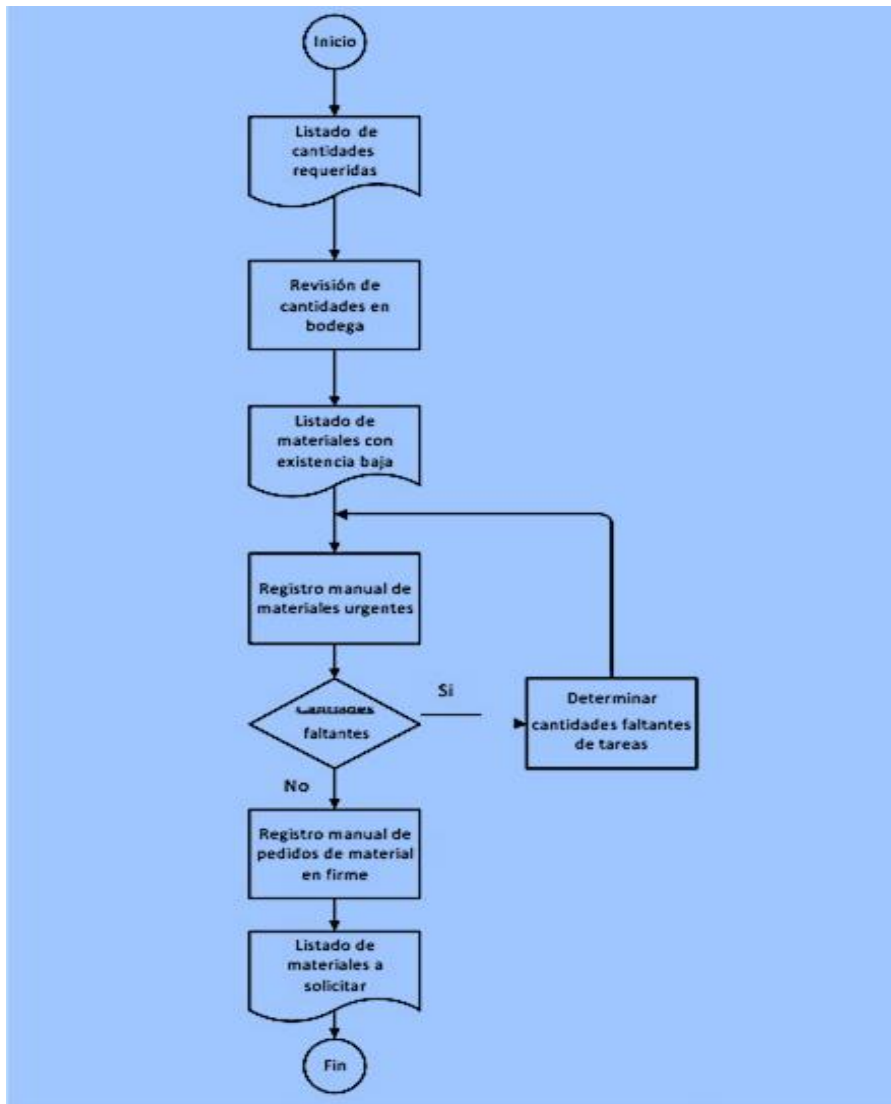 Inicio
Listado de
cantidades
requeridas
Revisión de
cantidades en
bodega
Listado de
materiales con
existencia baja
Registro manual de
materiales urgentes
Cantidades
faltantes
Si
Determinar
cantidades faltantes
de tareas
No
Registro manual de
pedidos de material
en firme
Listado de
materiales a
solicitar
Fin